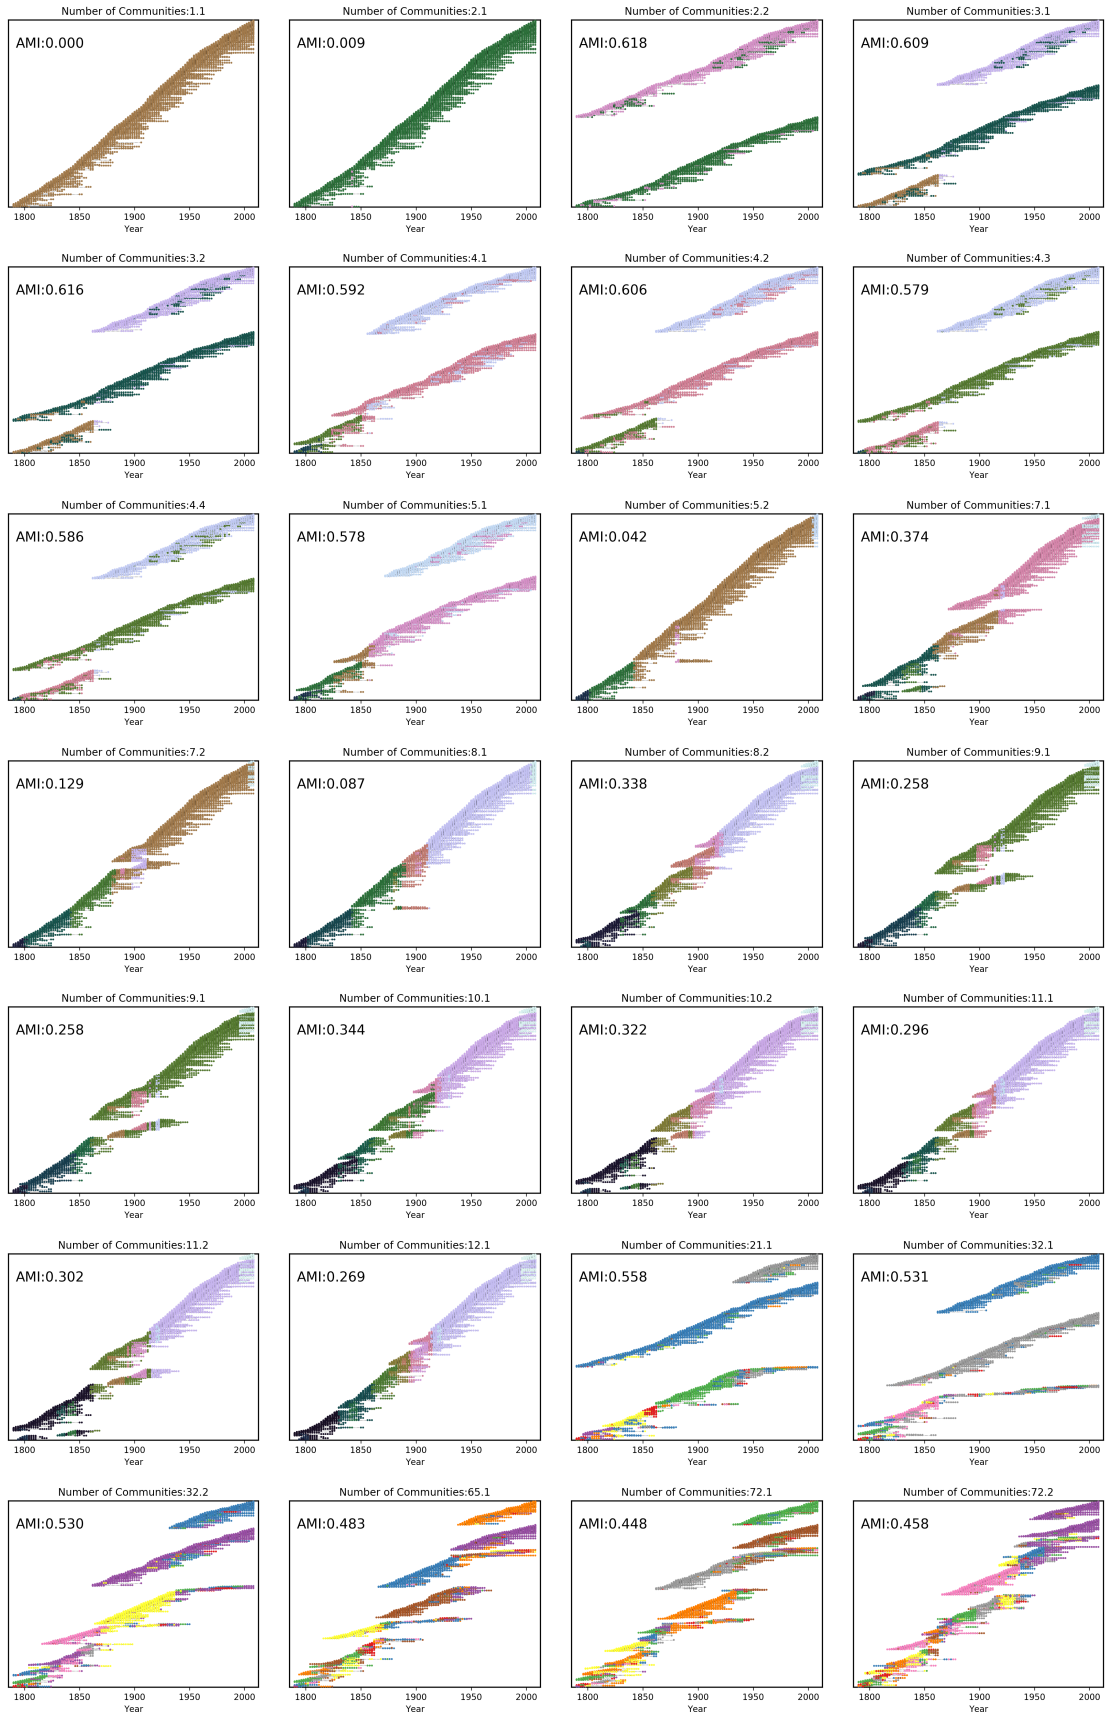 Number of Communities:1.1 Number of Communities:2.1 Number of Communities:2.2 Number of Communities:3.1
AMI:0.000 AMI:0.009 AMI:0.618 AMI:0.609
1800 1850 1900 1950 2000 1800 1850 1900 1950 2000 1800 1850 1900 1950 2000 1800 1850 1900 1950 2000
Year Year Year Year
Number of Communities:3.2 Number of Communities:4.1 Number of Communities:4.2 Number of Communities:4.3
AMI:0.616 AMI:0.592 AMI:0.606 AMI:0.579
1800 1850 1900 1950 2000 1800 1850 1900 1950 2000 1800 1850 1900 1950 2000 1800 1850 1900 1950 2000
Year Year Year Year
Number of Communities:4.4 Number of Communities:5.1 Number of Communities:5.2 Number of Communities:7.1
AMI:0.586 AMI:0.578 AMI:0.042 AMI:0.374
1800 1850 1900 1950 2000 1800 1850 1900 1950 2000 1800 1850 1900 1950 2000 1800 1850 1900 1950 2000
Year Year Year Year
Number of Communities:7.2 Number of Communities:8.1 Number of Communities:8.2 Number of Communities:9.1
AMI:0.129 AMI:0.087 AMI:0.338 AMI:0.258
1800 1850 1900 1950 2000 1800 1850 1900 1950 2000 1800 1850 1900 1950 2000 1800 1850 1900 1950 2000
Year Year Year Year
Number of Communities:9.1 Number of Communities:10.1 Number of Communities:10.2 Number of Communities:11.1
AMI:0.258 AMI:0.344 AMI:0.322 AMI:0.296
1800 1850 1900 1950 2000 1800 1850 1900 1950 2000 1800 1850 1900 1950 2000 1800 1850 1900 1950 2000
Year Year Year Year
Number of Communities:11.2 Number of Communities:12.1 Number of Communities:21.1 Number of Communities:32.1
AMI:0.302 AMI:0.269 AMI:0.558 AMI:0.531
1800 1850 1900 1950 2000 1800 1850 1900 1950 2000 1800 1850 1900 1950 2000 1800 1850 1900 1950 2000
Year Year Year Year
Number of Communities:32.2 Number of Communities:65.1 Number of Communities:72.1 Number of Communities:72.2
AMI:0.530 AMI:0.483 AMI:0.448 AMI:0.458
1800 1850 1900 1950 2000 1800 1850 1900 1950 2000 1800 1850 1900 1950 2000 1800 1850 1900 1950 2000
Year Year Year Year